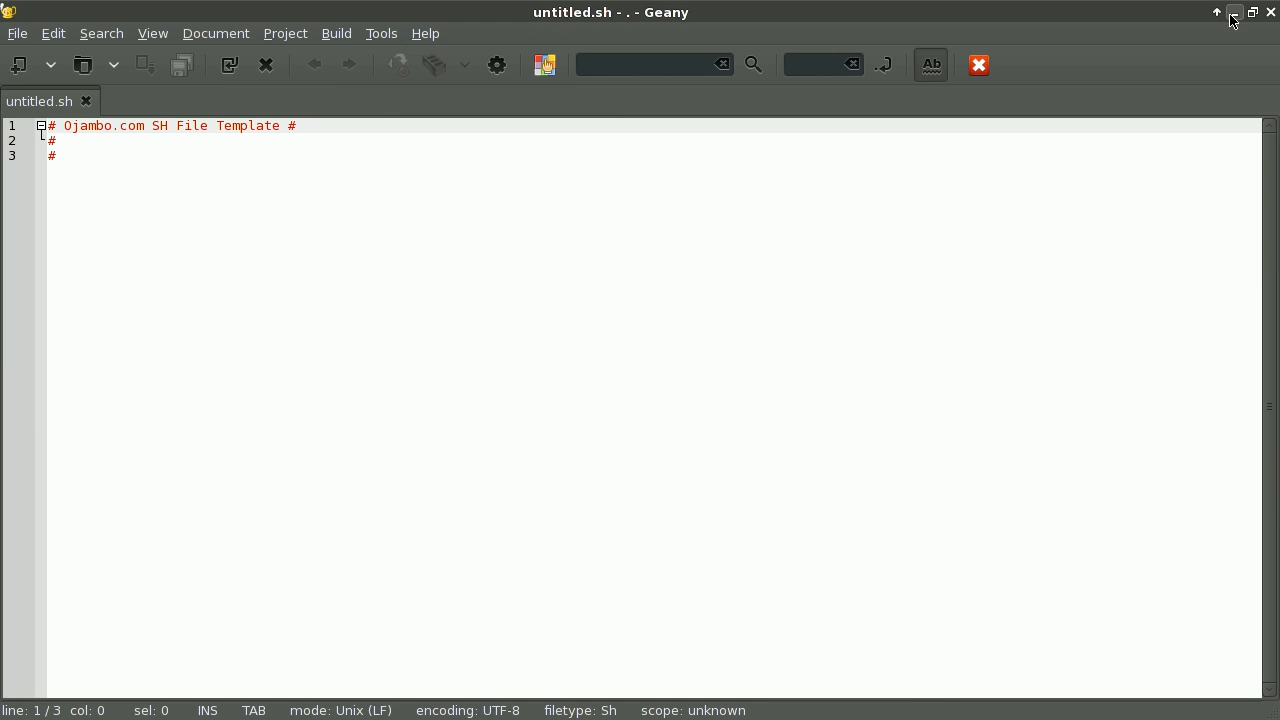 untitled.sh - . - Geany
File Edit Search View Document Project Build Tools Help
Ab
untitled.sh
1 # Ojambo.com SH File Template #
2 #
3 #
line: 1 / 3 col: 0 sel: 0 INS TAB mode: Unix (LF) encoding: UTF-8 filetype: Sh scope: unknown